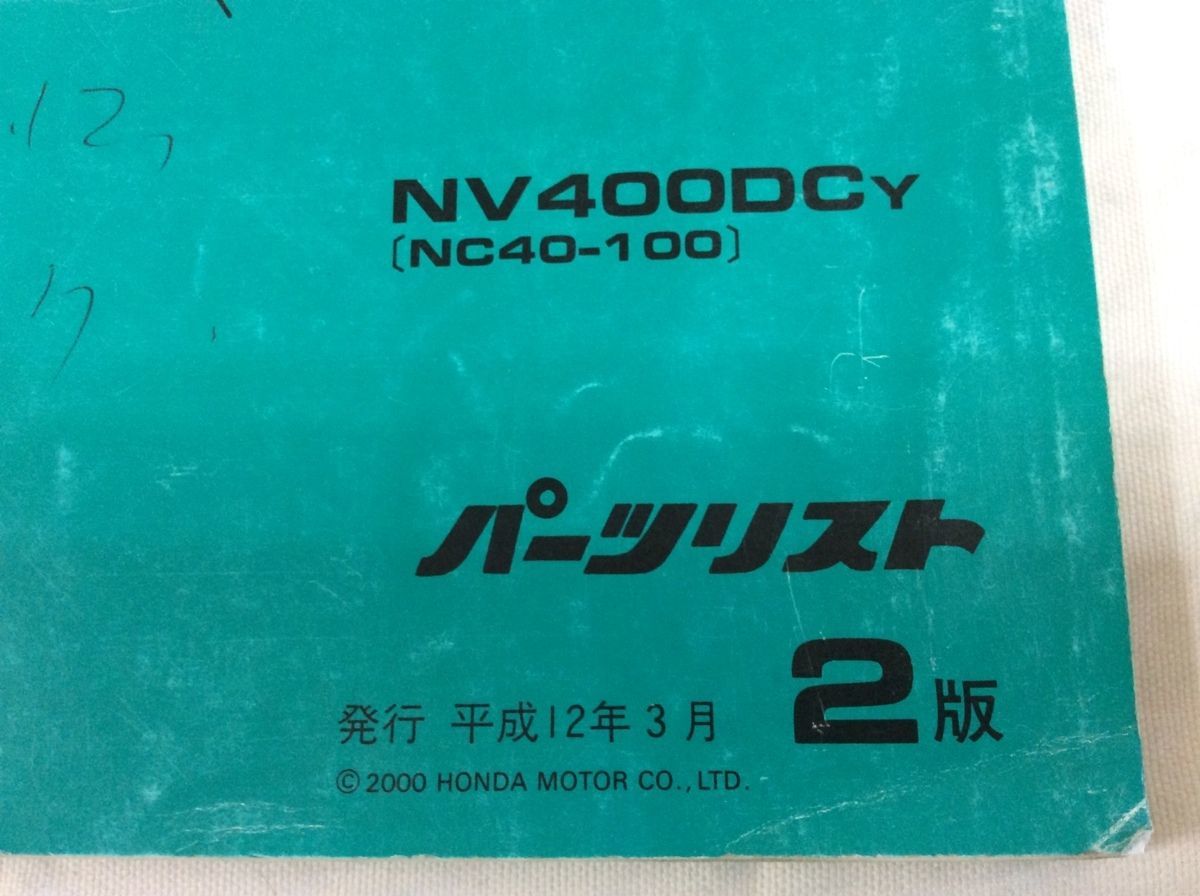 12,
NV400DCY
〔NC40-100〕
パーツリスト
2版
発行 平成12年3月
© 2000 HONDA MOTOR CO., LTD.